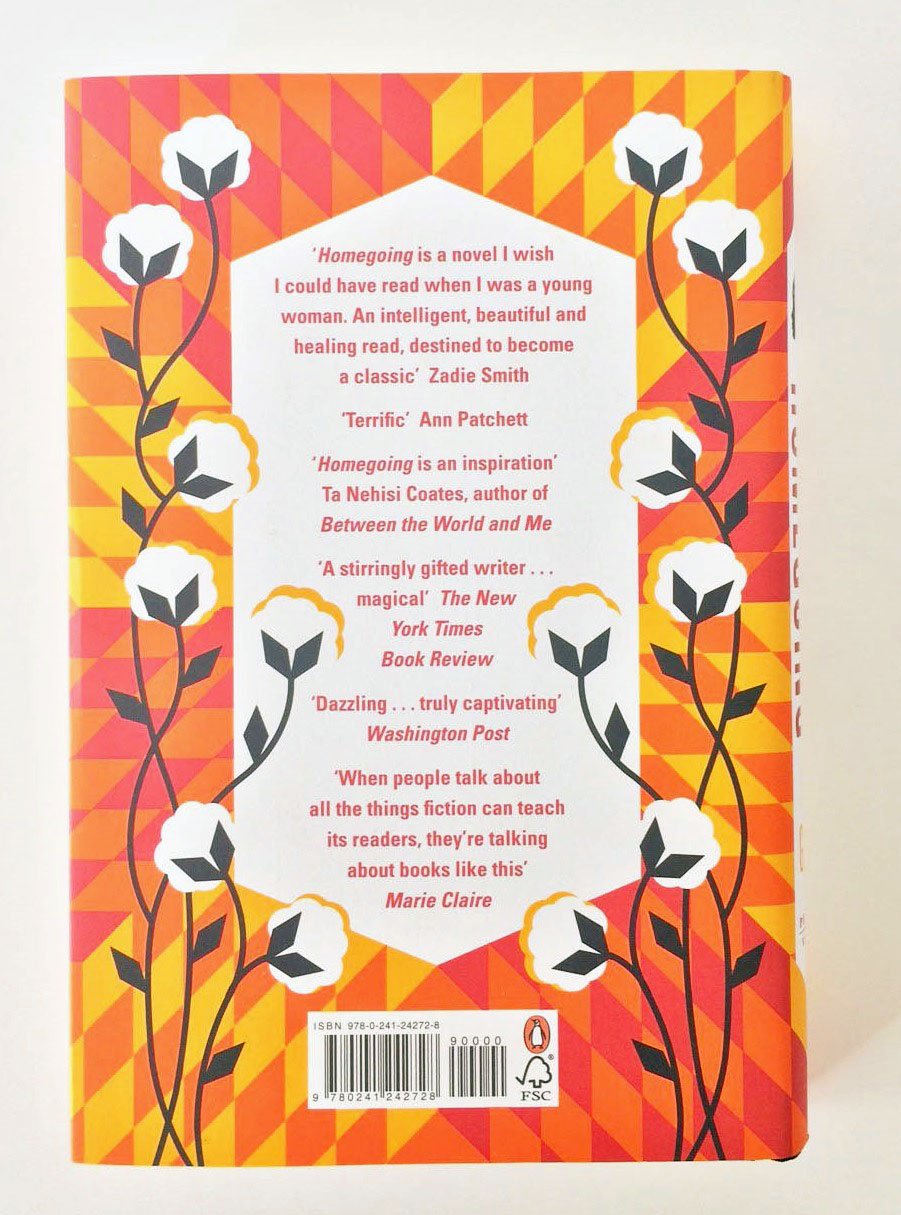 ‘Homegoing is a novel I wish
I could have read when I was a young
woman. An intelligent, beautiful and
healing read, destined to become
a classic’ Zadie Smith
‘Terrific’ Ann Patchett
‘Homegoing is an inspiration’
Ta Nehisi Coates, author of
Between the World and Me
‘A stirringly gifted writer . . .
magical’ The New
York Times
Book Review
‘Dazzling . . . truly captivating’
Washington Post
‘When people talk about
all the things fiction can teach
its readers, they’re talking
about books like this’
Marie Claire
ISBN 978-0-241-24272-8
90000
9 780241 242728
FSC